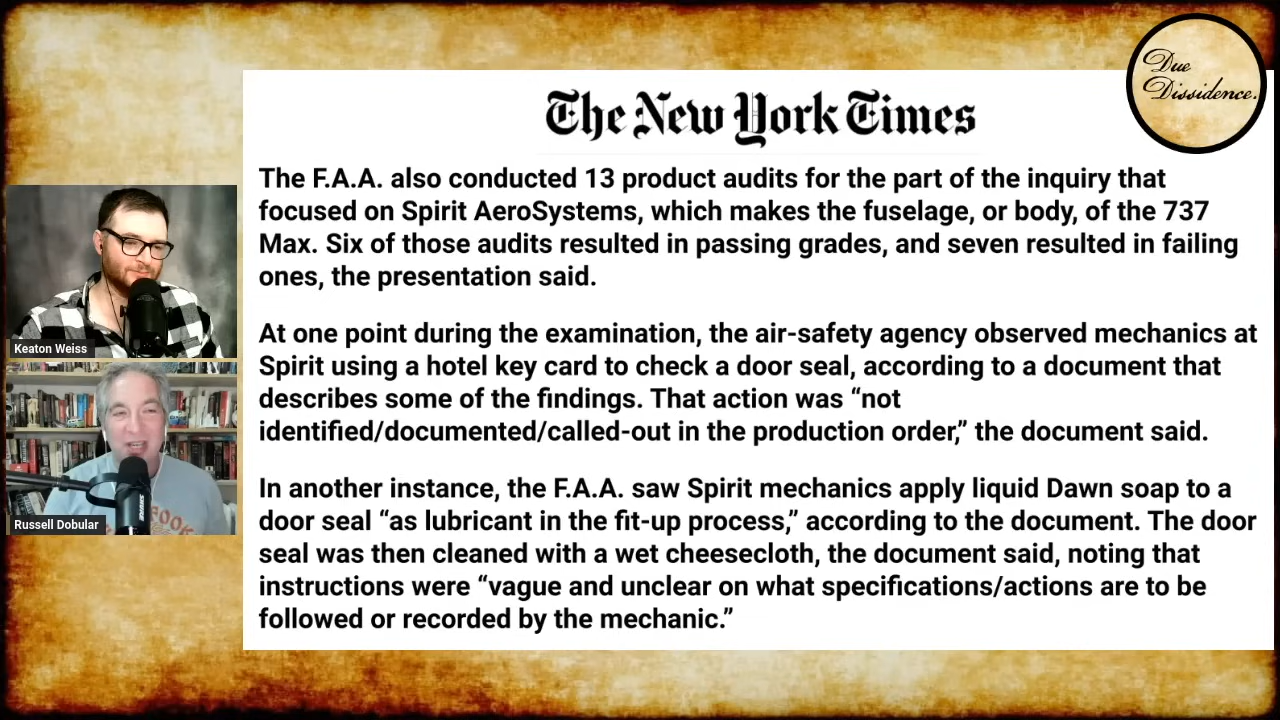 Due
Dissidence.
The New York Times
The F.A.A. also conducted 13 product audits for the part of the inquiry that
focused on Spirit AeroSystems, which makes the fuselage, or body, of the 737
Max. Six of those audits resulted in passing grades, and seven resulted in failing
ones, the presentation said.
At one point during the examination, the air-safety agency observed mechanics at
Spirit using a hotel key card to check a door seal, according to a document that
describes some of the findings. That action was “not
identified/documented/called-out in the production order,” the document said.
In another instance, the F.A.A. saw Spirit mechanics apply liquid Dawn soap to a
door seal “as lubricant in the fit-up process,” according to the document. The door
seal was then cleaned with a wet cheesecloth, the document said, noting that
instructions were “vague and unclear on what specifications/actions are to be
followed or recorded by the mechanic.”
Keaton Weiss
Russell Dobular